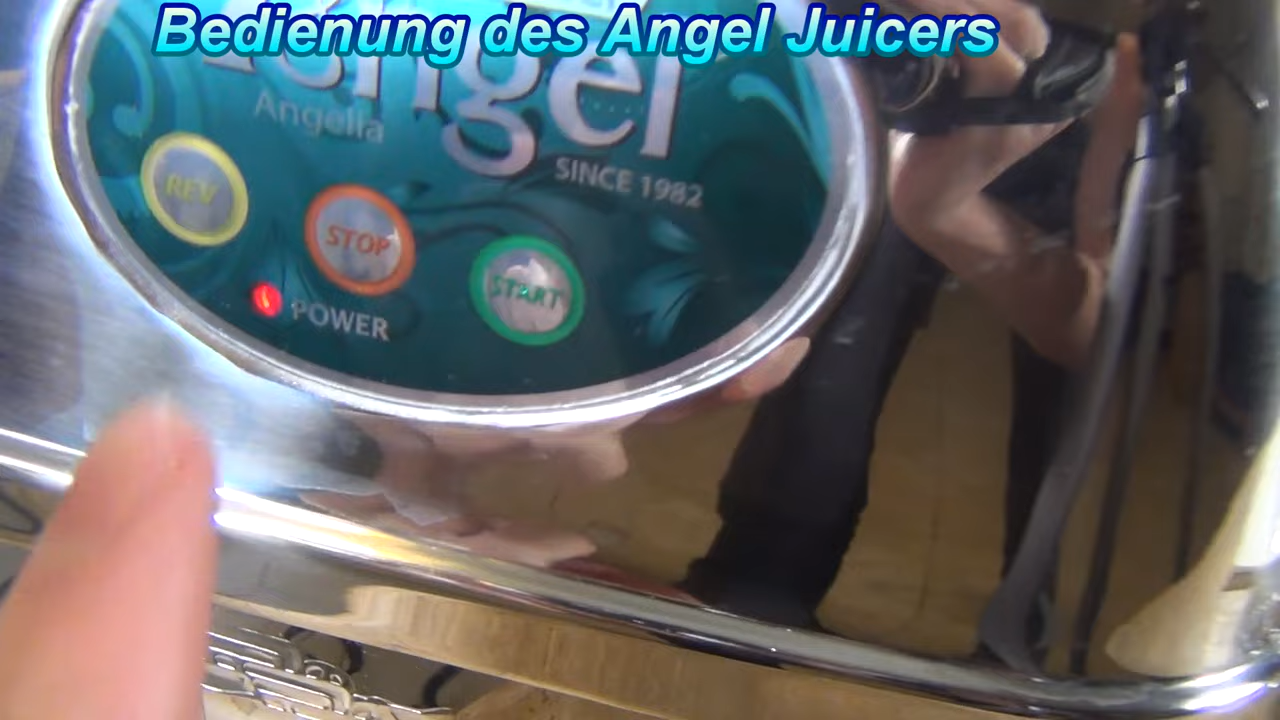 Bedienung des Angel Juicers
angel
Angelia
SINCE 1982
REV
STOP
START
POWER